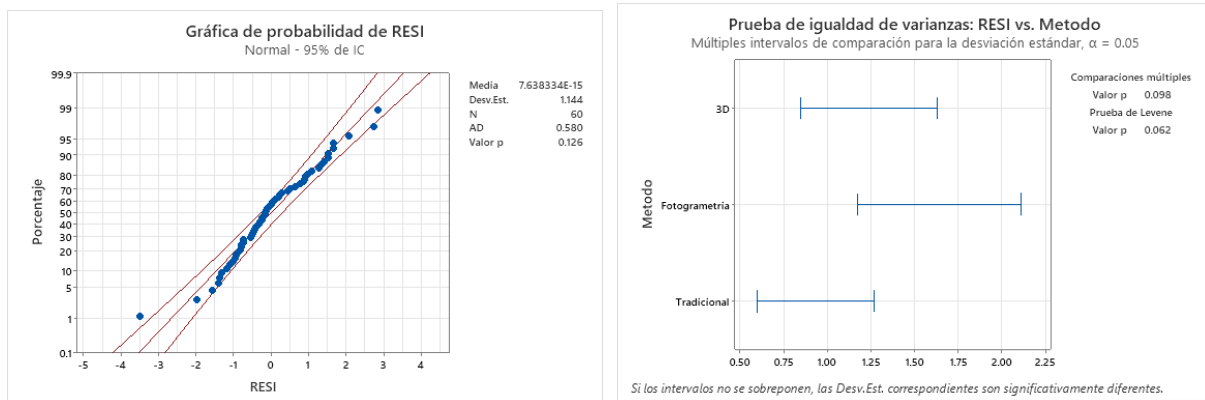 Gráfica de probabilidad de RESI
Normal - 95% de IC
99.9
99
95
90
80
70
60
50
40
30
20
10
5
1
0.1
Porcentaje
-5 -4 -3 -2 -1 0 1 2 3 4
RESI
Media 7.638334E-15
Desv.Est. 1.144
N 60
AD 0.580
Valor p 0.126
Prueba de igualdad de varianzas: RESI vs. Metodo
Múltiples intervalos de comparación para la desviación estándar, α = 0.05
3D
Fotogrametria
Tradicional
Metodo
0.50 0.75 1.00 1.25 1.50 1.75 2.00 2.25
Comparaciones múltiples
Valor p 0.098
Prueba de Levene
Valor p 0.062
Si los intervalos no se sobreponen, las Desv.Est. correspondientes son significativamente diferentes.